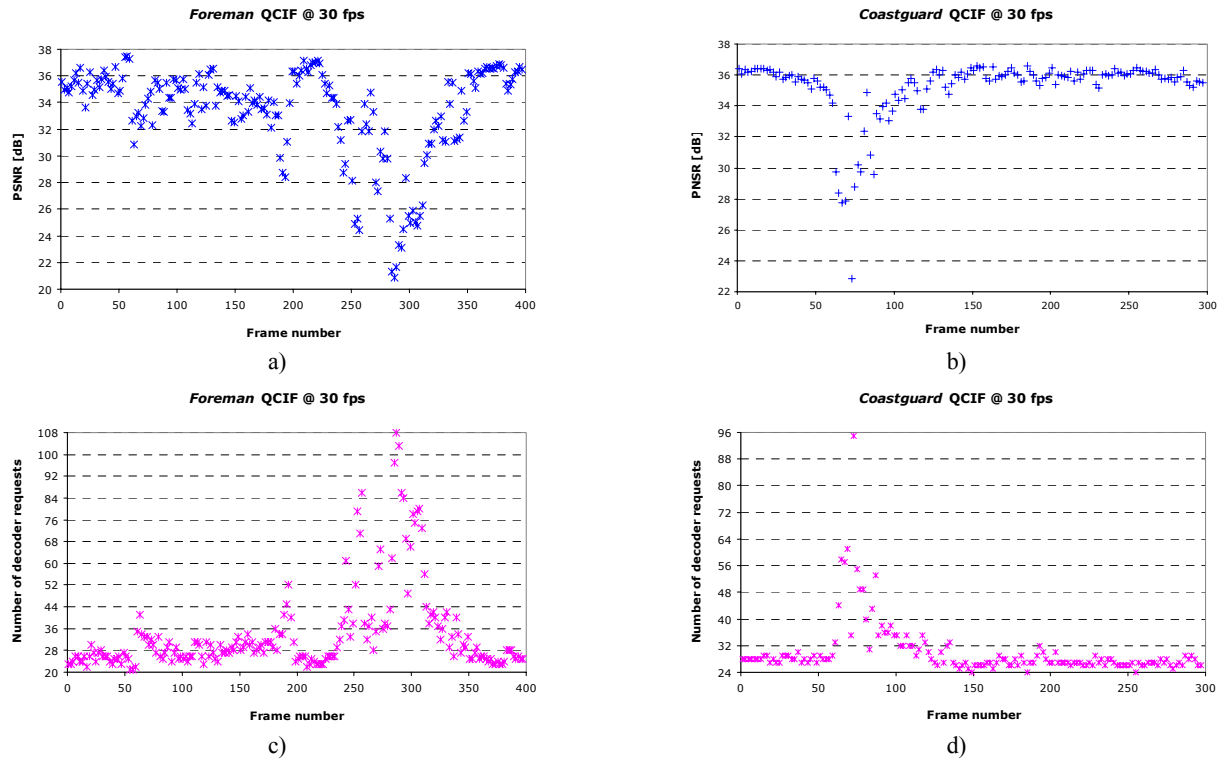 Foreman QCIF @ 30 fps
PSNR [dB]
38
36
34
32
30
28
26
24
22
20
0 50 100 150 200 250 300 350 400
Frame number
a)
Coastguard QCIF @ 30 fps
PNSR [dB]
38
36
34
32
30
28
26
24
22
0 50 100 150 200 250 300
Frame number
b)
Foreman QCIF @ 30 fps
Number of decoder requests
108
100
92
84
76
68
60
52
44
36
28
20
0 50 100 150 200 250 300 350 400
Frame number
c)
Coastguard QCIF @ 30 fps
Number of decoder requests
96
88
80
72
64
56
48
40
32
24
0 50 100 150 200 250 300
Frame number
d)